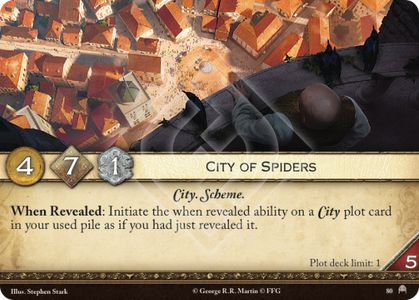 4 7 1 City of Spiders
City. Scheme.
When Revealed: Initiate the when revealed ability on a City plot card
in your used pile as if you had just revealed it.
Plot deck limit: 1
5
Illus. Stephen Stark © George R.R. Martin © FFG 80